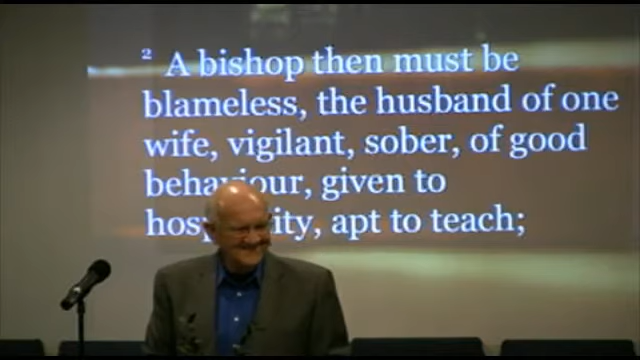 2 A bishop then must be
blameless, the husband of one
wife, vigilant, sober, of good
behaviour, given to
hospitality, apt to teach;